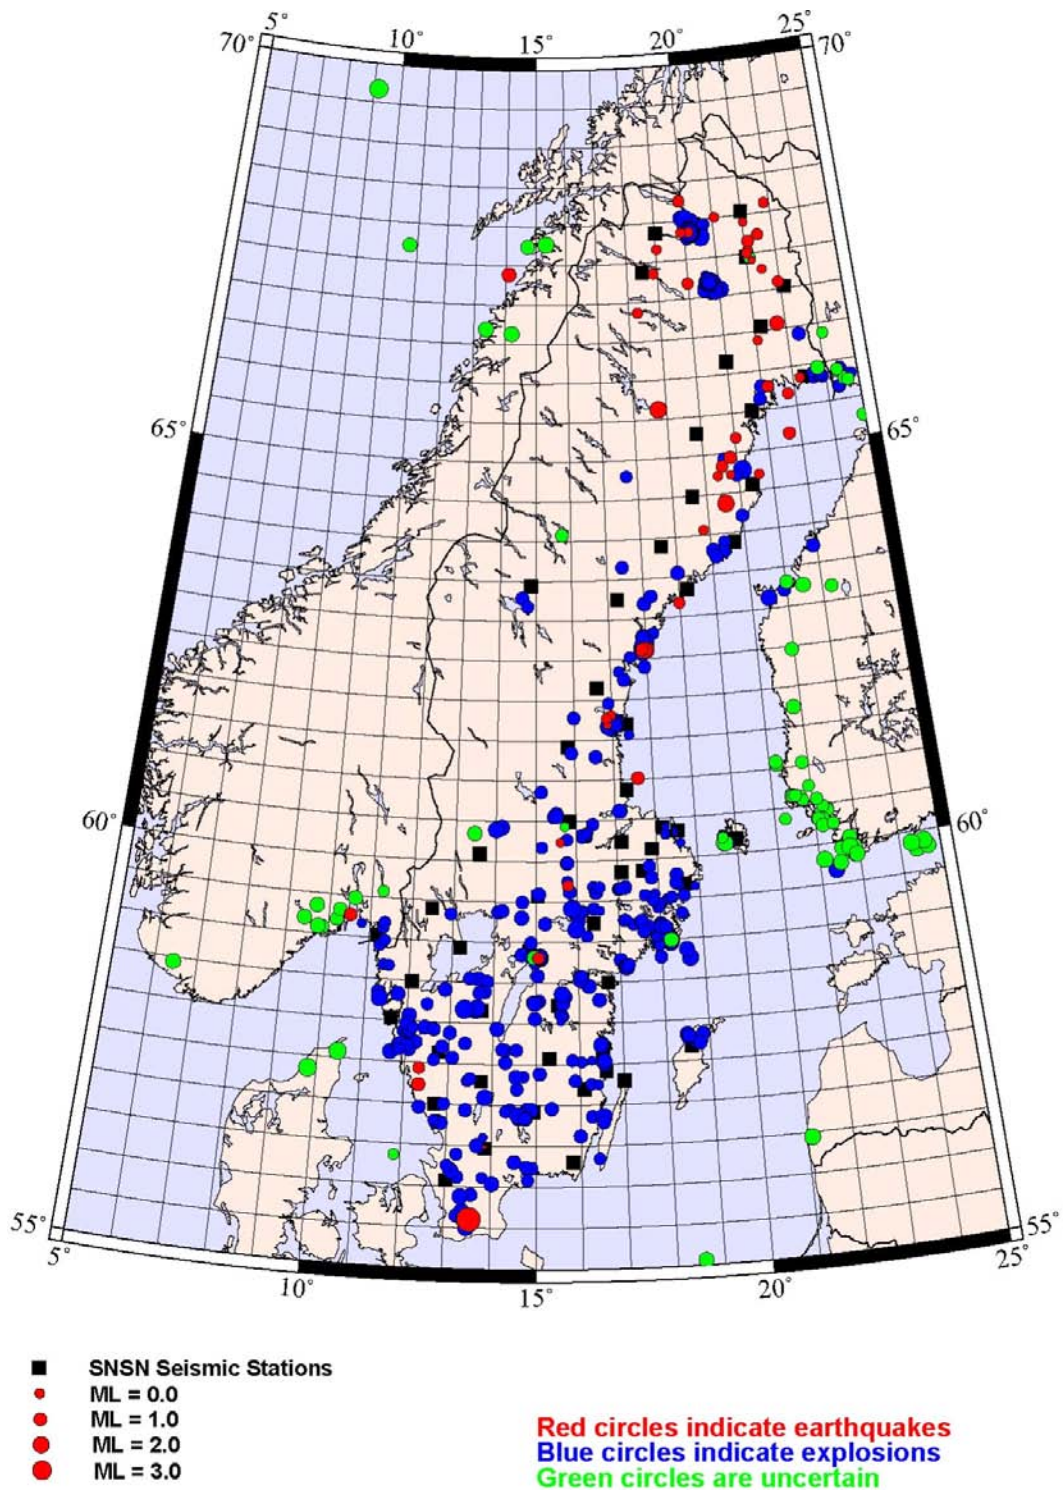 5°
10°
15°
20°
25°
70°
70°
65°
65°
60°
60°
55°
55°
5°
10°
15°
20°
25°
SNSN Seismic Stations
ML = 0.0
ML = 1.0
ML = 2.0
ML = 3.0
Red circles indicate earthquakes
Blue circles indicate explosions
Green circles are uncertain